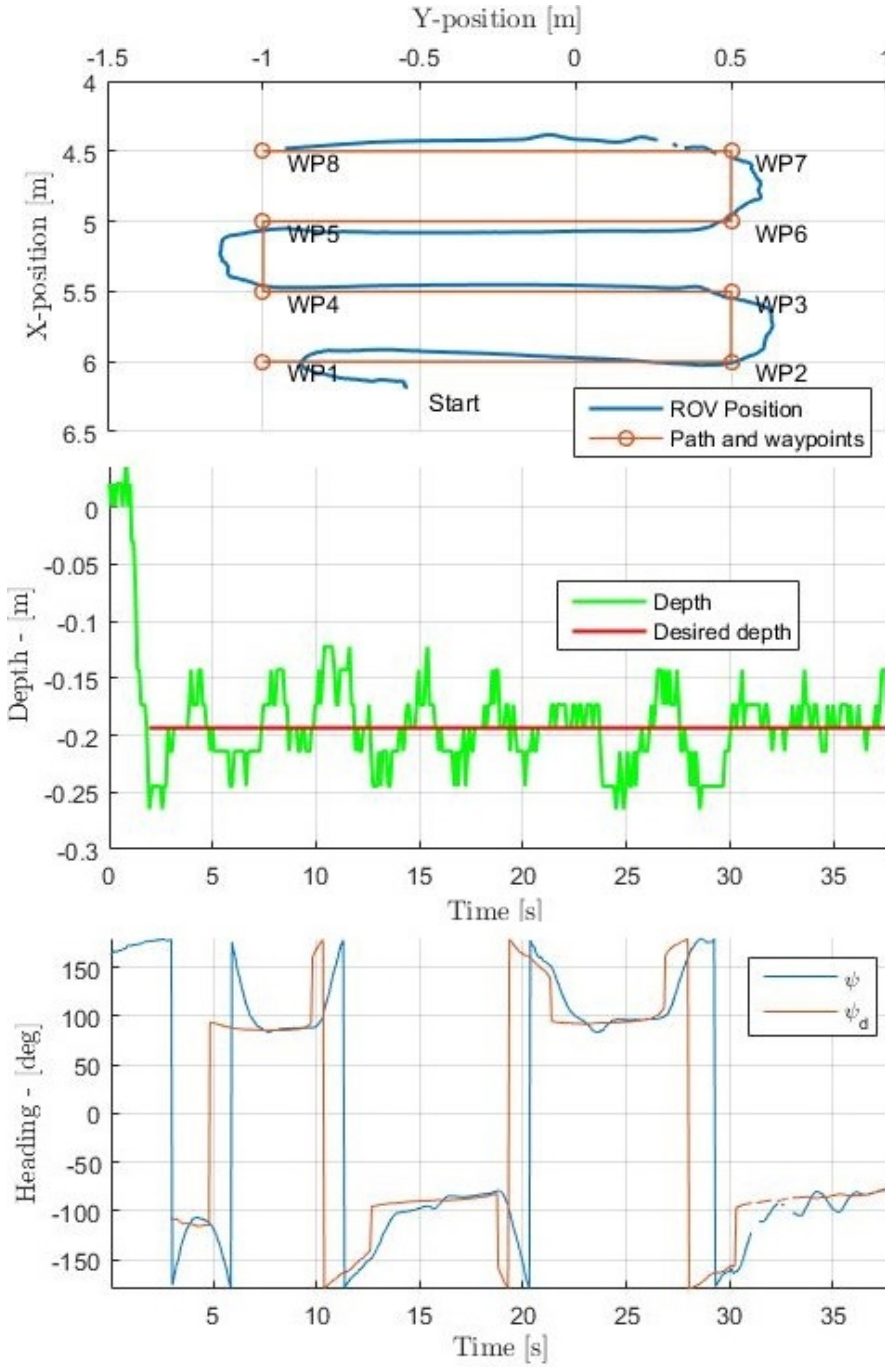 Y-position [m]
-1.5 -1 -0.5 0 0.5 1
4
4.5
5
5.5
6
6.5
X-position [m]
WP8 WP7
WP5 WP6
WP4 WP3
WP1 WP2
Start
ROV Position
Path and waypoints
0
-0.05
-0.1
-0.15
-0.2
-0.25
-0.3
Depth - [m]
Depth
Desired depth
0 5 10 15 20 25 30 35
Time [s]
150
100
50
0
-50
-100
-150
Heading - [deg]
ψ
ψd
5 10 15 20 25 30 35
Time [s]